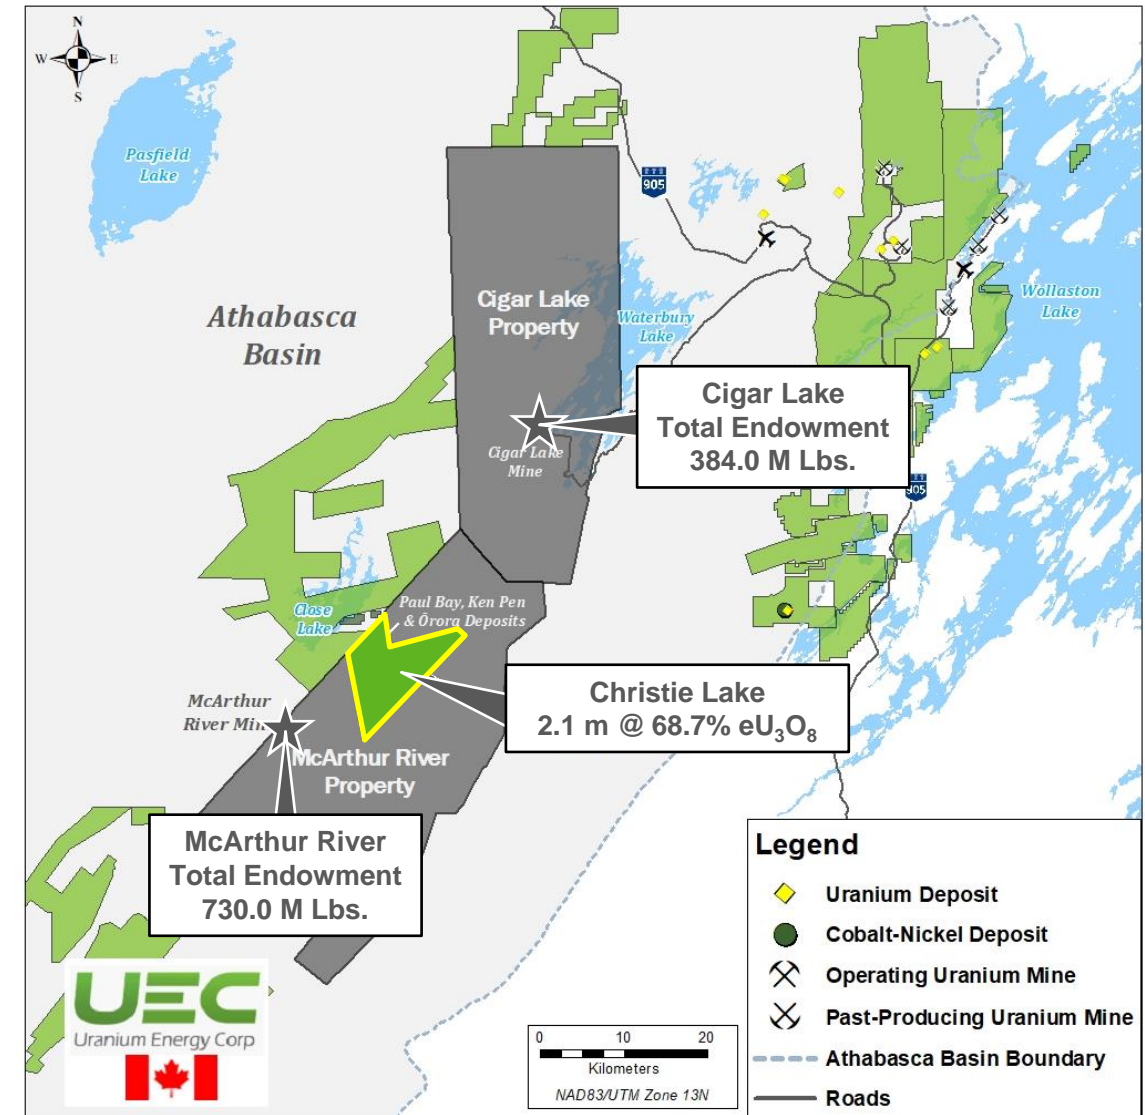 N
W E
S
Pasfield
Lake
905
Athabasca
Basin
Cigar Lake
Property
Waterbury
Lake
Wollaston
Lake
Cigar Lake
Total Endowment
384.0 M Lbs.
Cigar Lake
Mine
905
Close
Lake
Paul Bay, Ken Pen
& Ōrora Deposits
Christie Lake
2.1 m @ 68.7% eU₃O₈
McArthur
River Min
McArthur River
Property
McArthur River
Total Endowment
730.0 M Lbs.
UEC
Uranium Energy Corp
0 10 20
Kilometers
NAD83/UTM Zone 13N
Legend
Uranium Deposit
Cobalt-Nickel Deposit
Operating Uranium Mine
Past-Producing Uranium Mine
Athabasca Basin Boundary
Roads